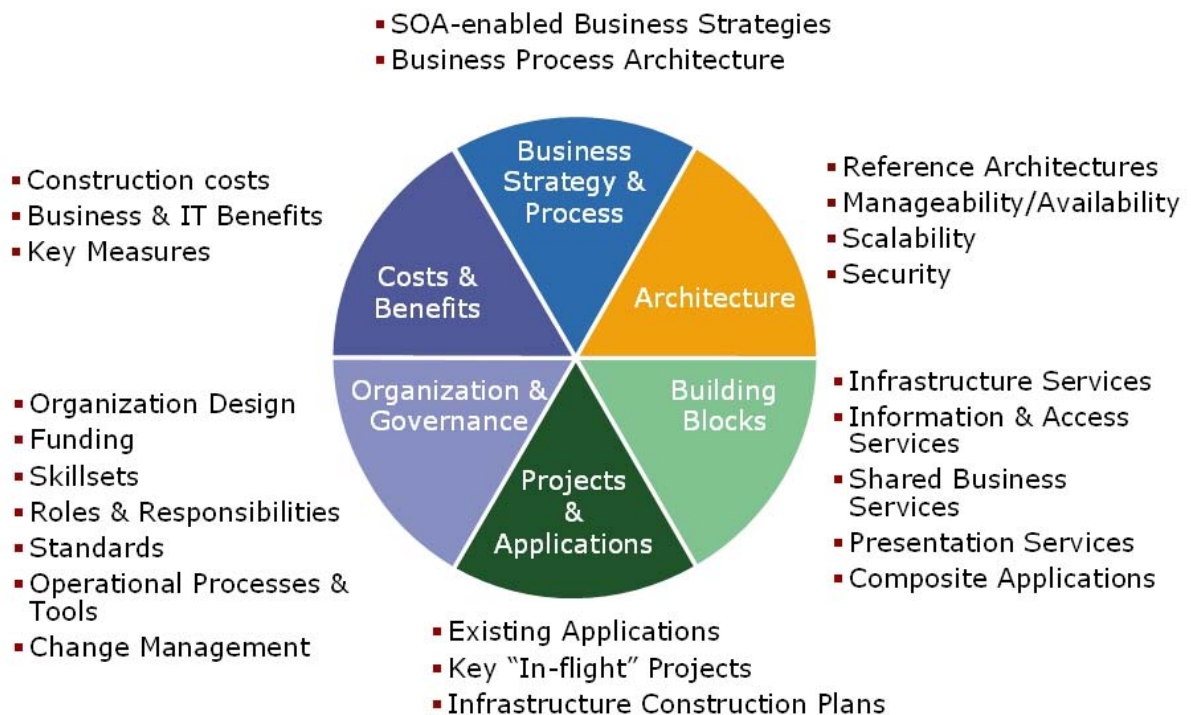 ▪ SOA-enabled Business Strategies
▪ Business Process Architecture
Business
Strategy &
Process
▪ Construction costs
▪ Business & IT Benefits
▪ Key Measures
Costs &
Benefits
Architecture
▪ Reference Architectures
▪ Manageability/Availability
▪ Scalability
▪ Security
Organization &
Governance
▪ Organization Design
▪ Funding
▪ Skillsets
▪ Roles & Responsibilities
▪ Standards
▪ Operational Processes &
Tools
▪ Change Management
Building
Blocks
▪ Infrastructure Services
▪ Information & Access
Services
▪ Shared Business
Services
▪ Presentation Services
▪ Composite Applications
Projects
&
Applications
▪ Existing Applications
▪ Key “In-flight” Projects
▪ Infrastructure Construction Plans